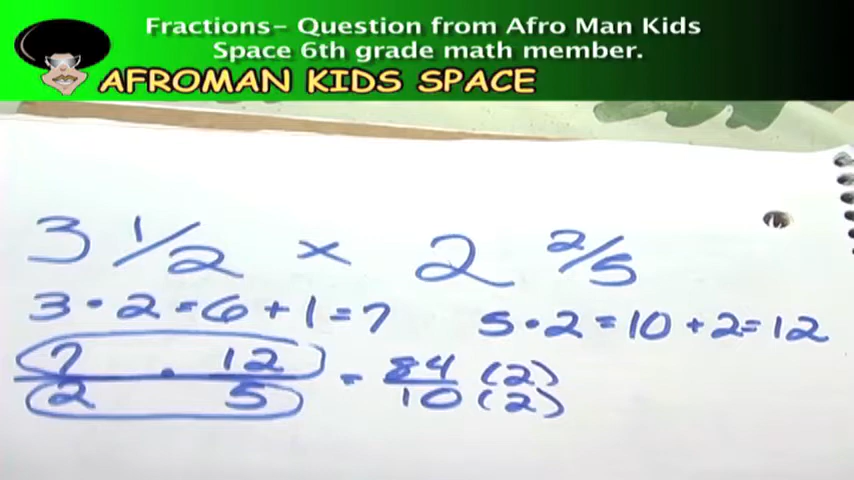 Fractions- Question from Afro Man Kids
Space 6th grade math member.
AFROMAN KIDS SPACE
3 1/2 × 2 2/5
3 · 2 = 6 + 1 = 7 5 · 2 = 10 + 2 = 12
7 · 12 = 84 (2)
2 5 10 (2)